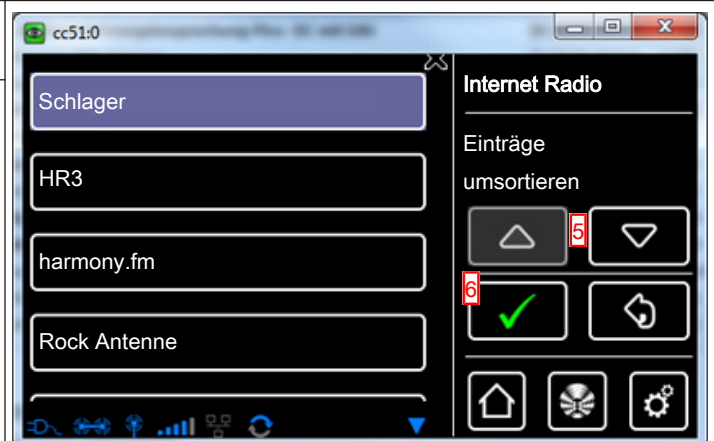 cc51:0
Schlager
HR3
harmony.fm
Rock Antenne
Internet Radio
Einträge
umsortieren
5
6